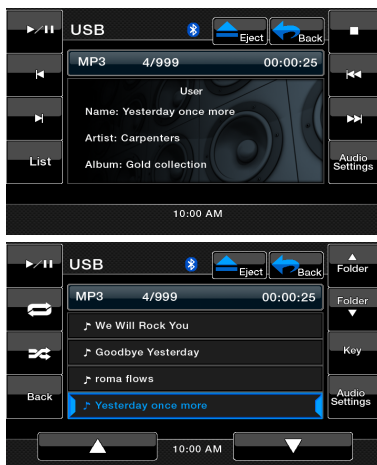 USB
Eject
Back
MP3 4/999 00:00:25
User
Name: Yesterday once more
Artist: Carpenters
Album: Gold collection
List
Audio
Settings
10:00 AM
USB
Eject
Back
Folder
MP3 4/999 00:00:25
Folder
We Will Rock You
Goodbye Yesterday
Key
roma flows
Back
Yesterday once more
Audio
Settings
10:00 AM